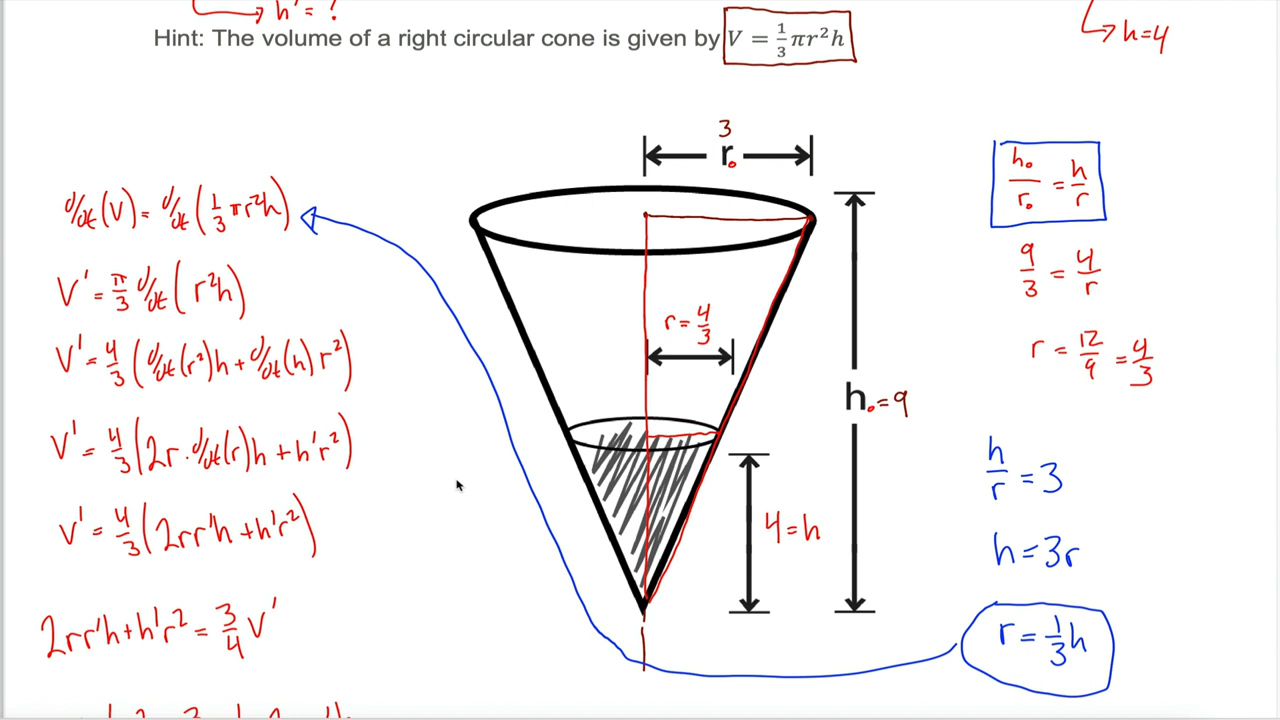 h' = ?
↳ h=4
Hint: The volume of a right circular cone is given by V = 1/3 πr²h
d/dt(V) = d/dt(1/3 πr²h)
V' = π/3 d/dt(r²h)
V' = 4/3(d/dt(r²)h + d/dt(h)r²)
V' = 4/3(2r·d/dt(r)h + h'r²)
V' = 4/3(2rr'h + h'r²)
2rr'h + h'r² = 3/4 V'
3
r₀
r = 4/3
h₀ = 9
4 = h
h₀/r₀ = h/r
9/3 = 4/r
r = 12/9 = 4/3
h/r = 3
h = 3r
r = 1/3 h